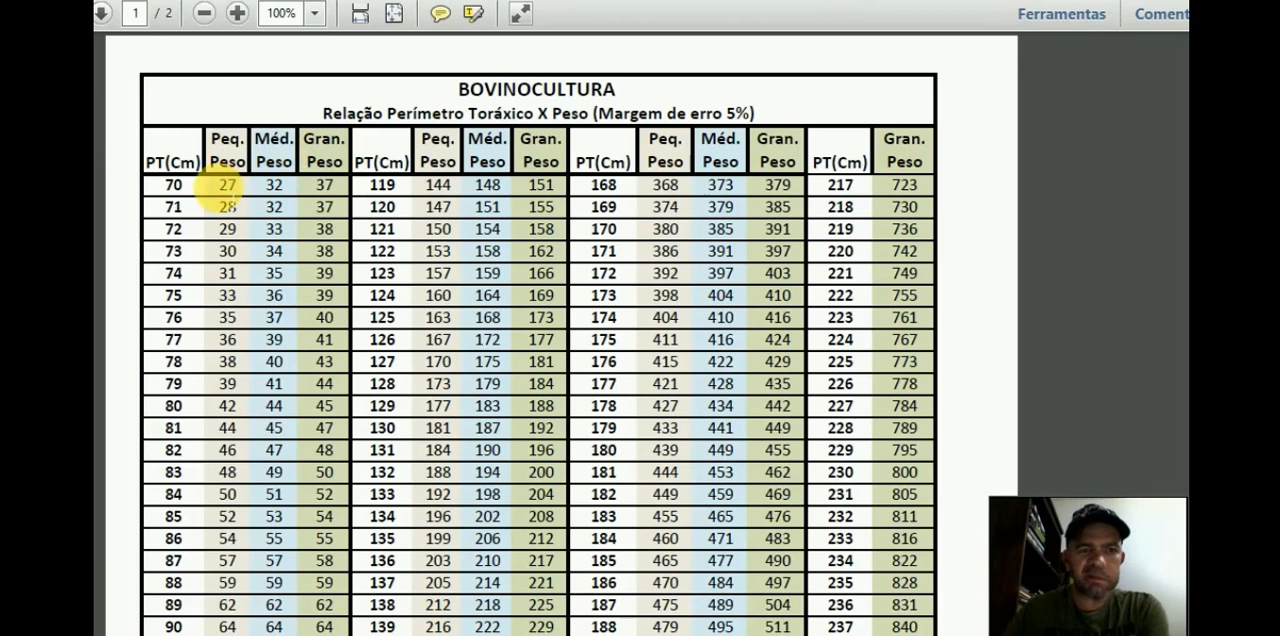 1 / 2 100% Ferramentas Coment
BOVINOCULTURA
Relação Perímetro Toráxico X Peso (Margem de erro 5%)
Peq. Méd. Gran. Peq. Méd. Gran. Peq. Méd. Gran. Gran.
PT(Cm) Peso Peso Peso PT(Cm) Peso Peso Peso PT(Cm) Peso Peso Peso PT(Cm) Peso
70 27 32 37 119 144 148 151 168 368 373 379 217 723
71 28 32 37 120 147 151 155 169 374 379 385 218 730
72 29 33 38 121 150 154 158 170 380 385 391 219 736
73 30 34 38 122 153 158 162 171 386 391 397 220 742
74 31 35 39 123 157 159 166 172 392 397 403 221 749
75 33 36 39 124 160 164 169 173 398 404 410 222 755
76 35 37 40 125 163 168 173 174 404 410 416 223 761
77 36 39 41 126 167 172 177 175 411 416 424 224 767
78 38 40 43 127 170 175 181 176 415 422 429 225 773
79 39 41 44 128 173 179 184 177 421 428 435 226 778
80 42 44 45 129 177 183 188 178 427 434 442 227 784
81 44 45 47 130 181 187 192 179 433 441 449 228 789
82 46 47 48 131 184 190 196 180 439 449 455 229 795
83 48 49 50 132 188 194 200 181 444 453 462 230 800
84 50 51 52 133 192 198 204 182 449 459 469 231 805
85 52 53 54 134 196 202 208 183 455 465 476 232 811
86 54 55 55 135 199 206 212 184 460 471 483 233 816
87 57 57 58 136 203 210 217 185 465 477 490 234 822
88 59 59 59 137 205 214 221 186 470 484 497 235 828
89 62 62 62 138 212 218 225 187 475 489 504 236 831
90 64 64 64 139 216 222 229 188 479 495 511 237 840